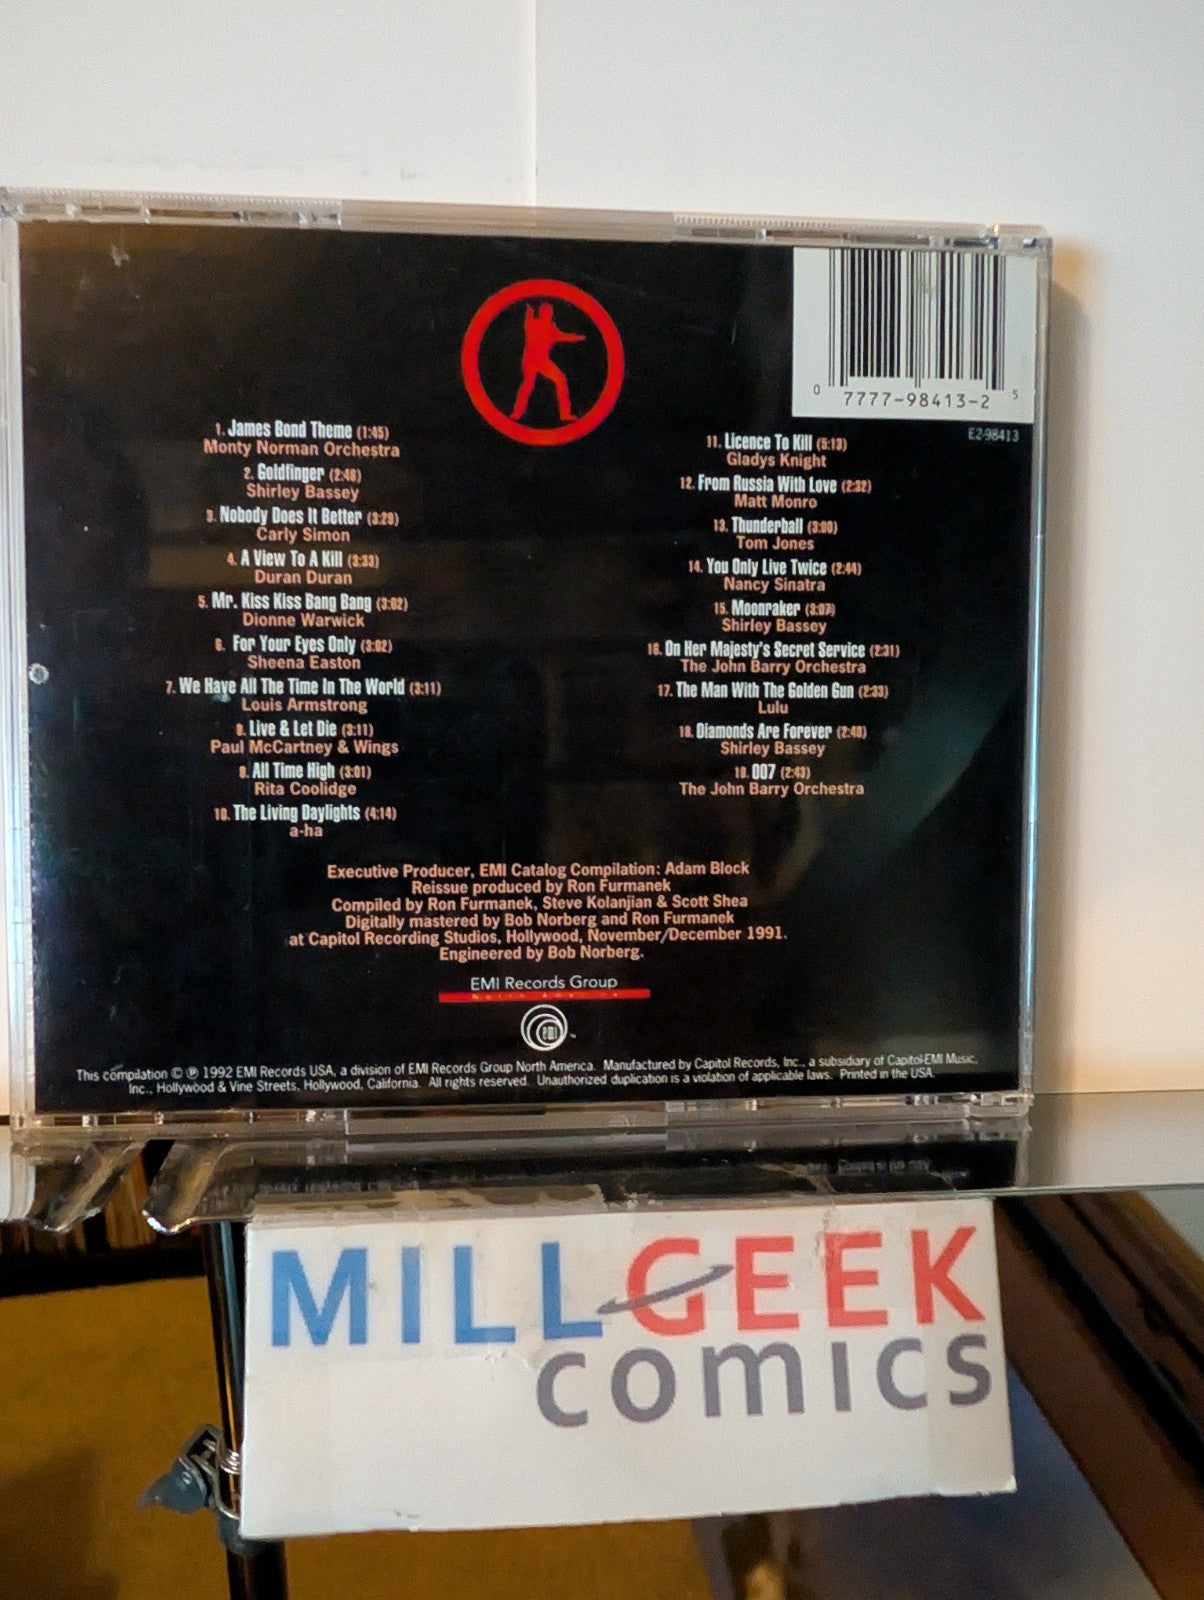 0 7777-98413-2 5
E2-98413
1. James Bond Theme (1:45)
Monty Norman Orchestra
2. Goldfinger (2:46)
Shirley Bassey
3. Nobody Does It Better (3:29)
Carly Simon
4. A View To A Kill (3:33)
Duran Duran
5. Mr. Kiss Kiss Bang Bang (3:02)
Dionne Warwick
6. For Your Eyes Only (3:02)
Sheena Easton
7. We Have All The Time In The World (3:11)
Louis Armstrong
8. Live & Let Die (3:11)
Paul McCartney & Wings
9. All Time High (3:01)
Rita Coolidge
10. The Living Daylights (4:14)
a-ha
11. Licence To Kill (5:13)
Gladys Knight
12. From Russia With Love (2:32)
Matt Monro
13. Thunderball (3:00)
Tom Jones
14. You Only Live Twice (2:44)
Nancy Sinatra
15. Moonraker (3:07)
Shirley Bassey
16. On Her Majesty's Secret Service (2:31)
The John Barry Orchestra
17. The Man With The Golden Gun (2:33)
Lulu
18. Diamonds Are Forever (2:40)
Shirley Bassey
19. 007 (2:43)
The John Barry Orchestra
Executive Producer, EMI Catalog Compilation: Adam Block
Reissue produced by Ron Furmanek
Compiled by Ron Furmanek, Steve Kolanjian & Scott Shea
Digitally mastered by Bob Norberg and Ron Furmanek
at Capitol Recording Studios, Hollywood, November/December 1991.
Engineered by Bob Norberg.
EMI Records Group
North America
EMI ™
This compilation © ℗ 1992 EMI Records USA, a division of EMI Records Group North America. Manufactured by Capitol Records, Inc., a subsidiary of Capitol-EMI Music,
Inc., Hollywood & Vine Streets, Hollywood, California. All rights reserved. Unauthorized duplication is a violation of applicable laws. Printed in the USA.
MILLGEEK
comics